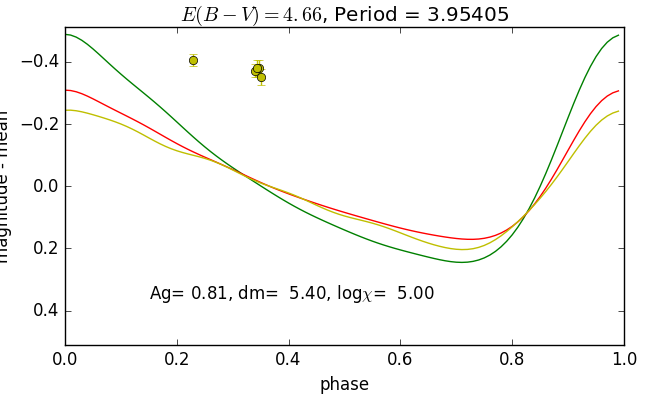 E(B − V) = 4.66, Period = 3.95405
−0.4
−0.2
0.0
0.2
0.4
magnitude - mean
Ag= 0.81, dm= 5.40, logχ= 5.00
0.0 0.2 0.4 0.6 0.8 1.0
phase